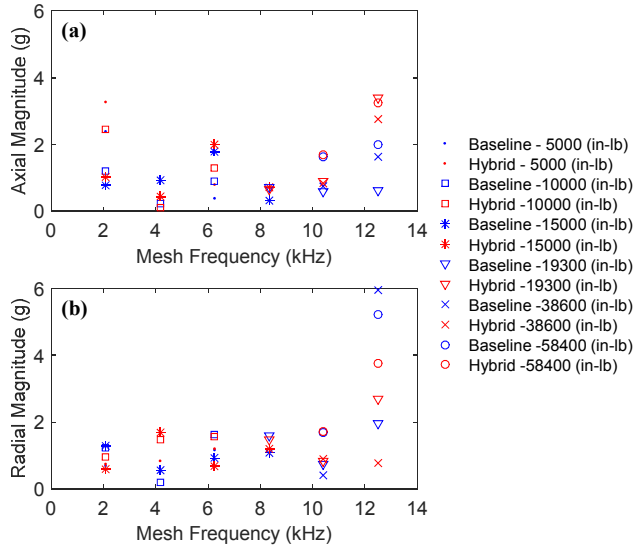 6
(a)
4
2
0
Axial Magnitude (g)
0 2 4 6 8 10 12 14
Mesh Frequency (kHz)
6
(b)
4
2
0
Radial Magnitude (g)
0 2 4 6 8 10 12 14
Mesh Frequency (kHz)
Baseline - 5000 (in-lb)
Hybrid - 5000 (in-lb)
Baseline -10000 (in-lb)
Hybrid -10000 (in-lb)
Baseline -15000 (in-lb)
Hybrid -15000 (in-lb)
Baseline -19300 (in-lb)
Hybrid -19300 (in-lb)
Baseline -38600 (in-lb)
Hybrid -38600 (in-lb)
Baseline -58400 (in-lb)
Hybrid -58400 (in-lb)